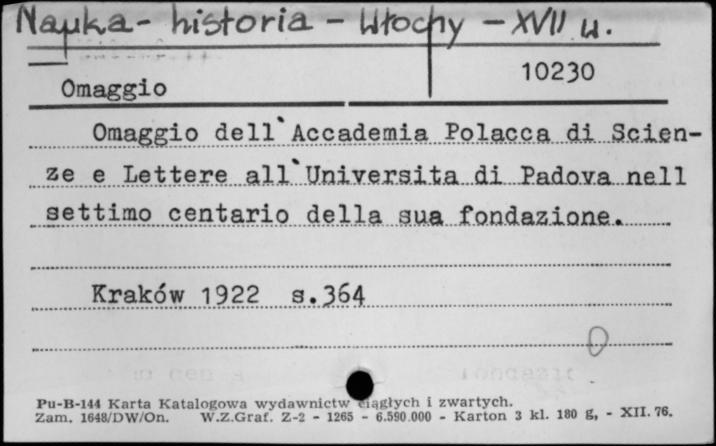 Nauka - historia - Włochy - XVII w.
10230
Omaggio
Omaggio dell`Accademia Polacca di Scien-
ze e Lettere all`Universita di Padova nell
settimo centario della sua fondazione.
Kraków 1922 s.364
0
Pu-B-144 Karta Katalogowa wydawnictw ciągłych i zwartych.
Zam. 1648/DW/On. W.Z.Graf. Z-2 - 1265 - 6.590.000 - Karton 3 kl. 180 g, - XII. 76.